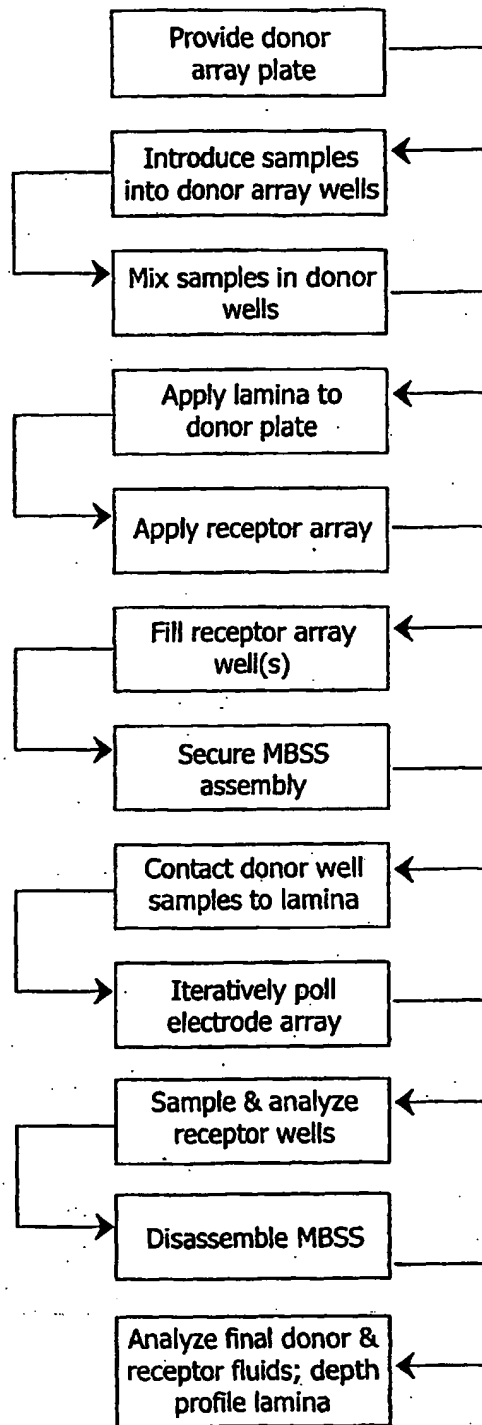 Provide donor
array plate
Introduce samples
into donor array wells
Mix samples in donor
wells
Apply lamina to
donor plate
Apply receptor array
Fill receptor array
well(s)
Secure MBSS
assembly
Contact donor well
samples to lamina
Iteratively poll
electrode array
Sample & analyze
receptor wells
Disassemble MBSS
Analyze final donor &
receptor fluids; depth
profile lamina